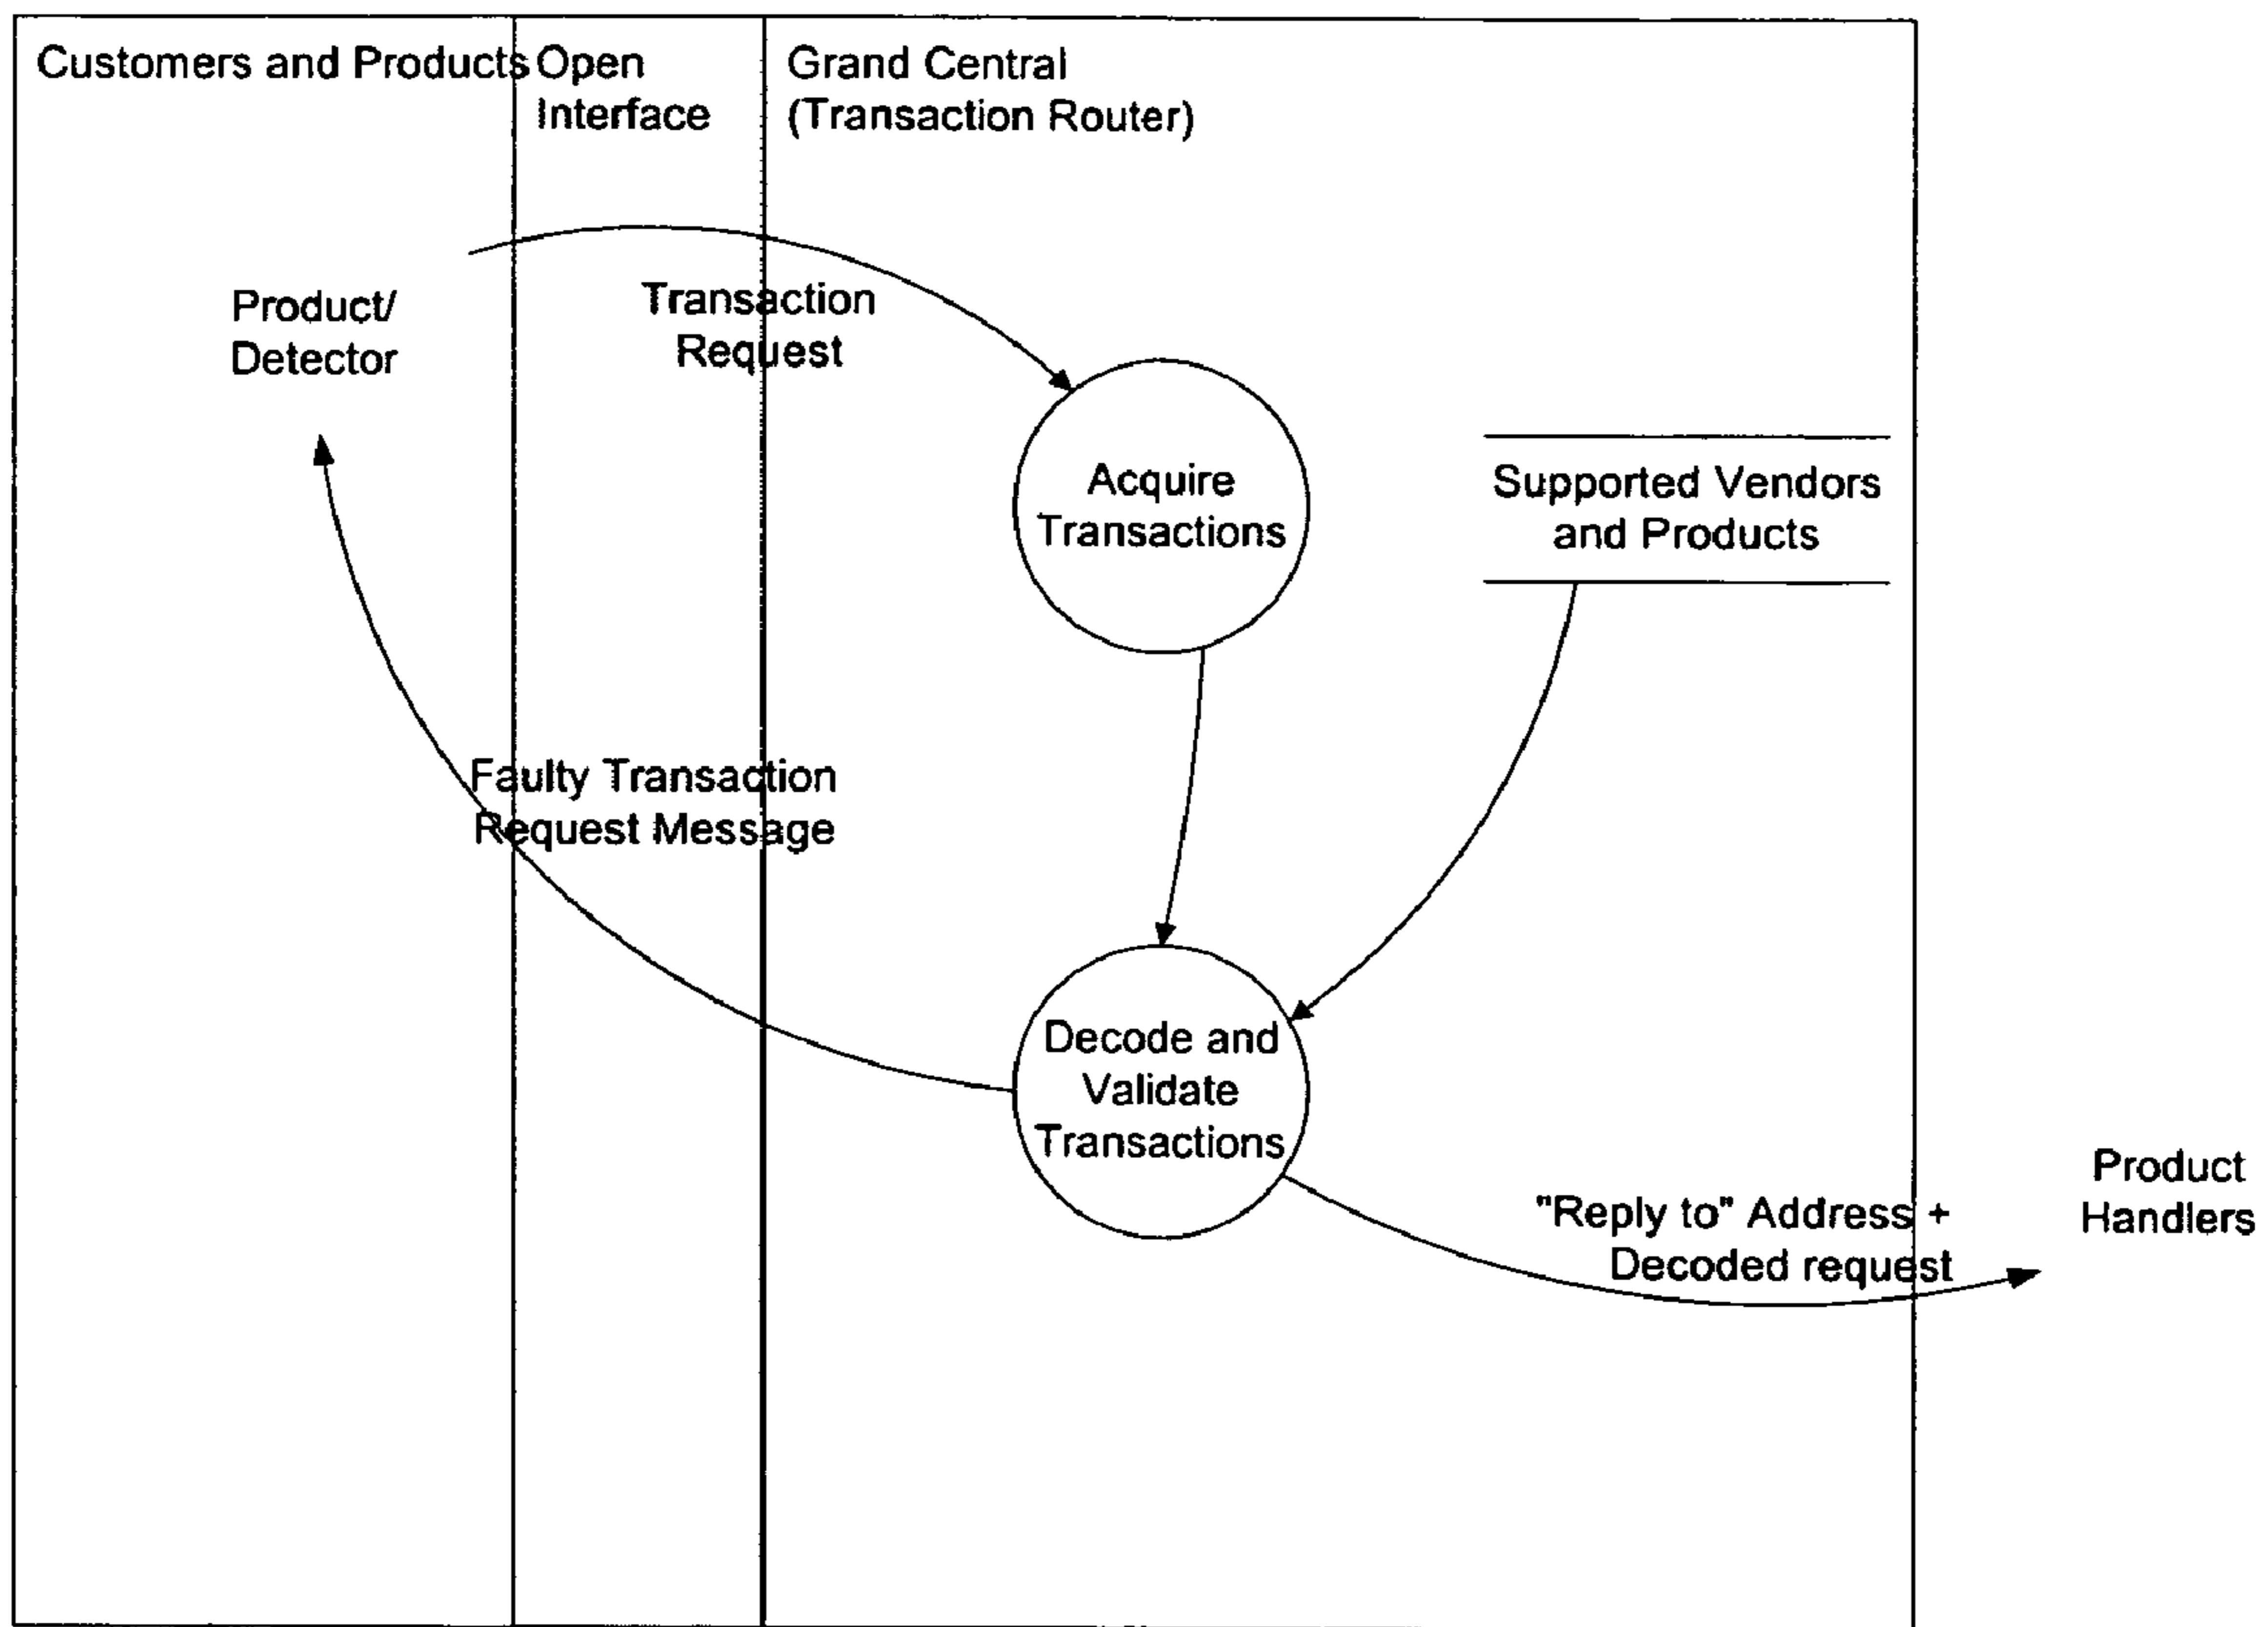 Customers and Products
Open
Interface
Grand Central
(Transaction Router)
Product/
Detector
Transaction
Request
Acquire
Transactions
Supported Vendors
and Products
Faulty Transaction
Request Message
Decode and
Validate
Transactions
"Reply to" Address +
Decoded request
Product
Handlers